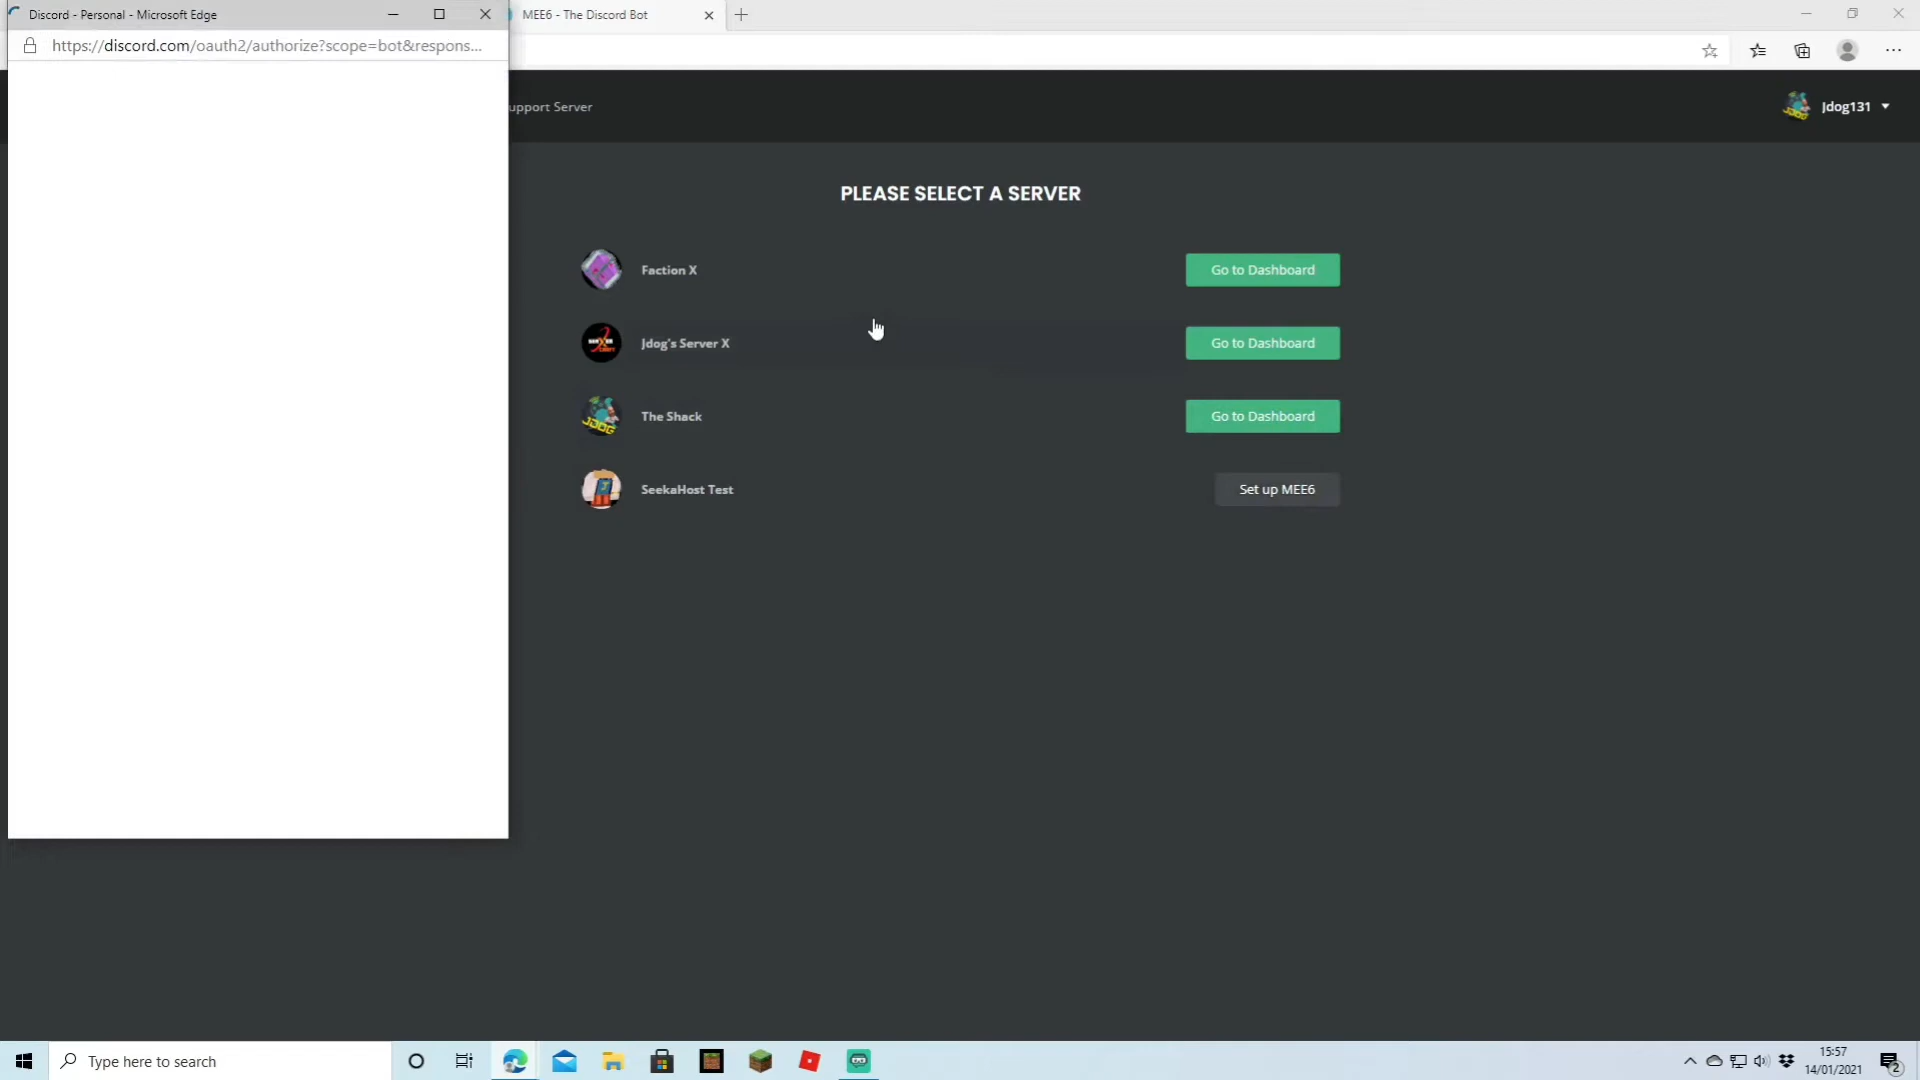 Discord - Personal - Microsoft Edge
MEE6 - The Discord Bot
https://discord.com/oauth2/authorize?scope=bot&respons...
upport Server
Jdog131
PLEASE SELECT A SERVER
Faction X
Go to Dashboard
Jdog's Server X
Go to Dashboard
JDOG
The Shack
Go to Dashboard
SeekaHost Test
Set up MEE6
Type here to search
15:57
14/01/2021
2